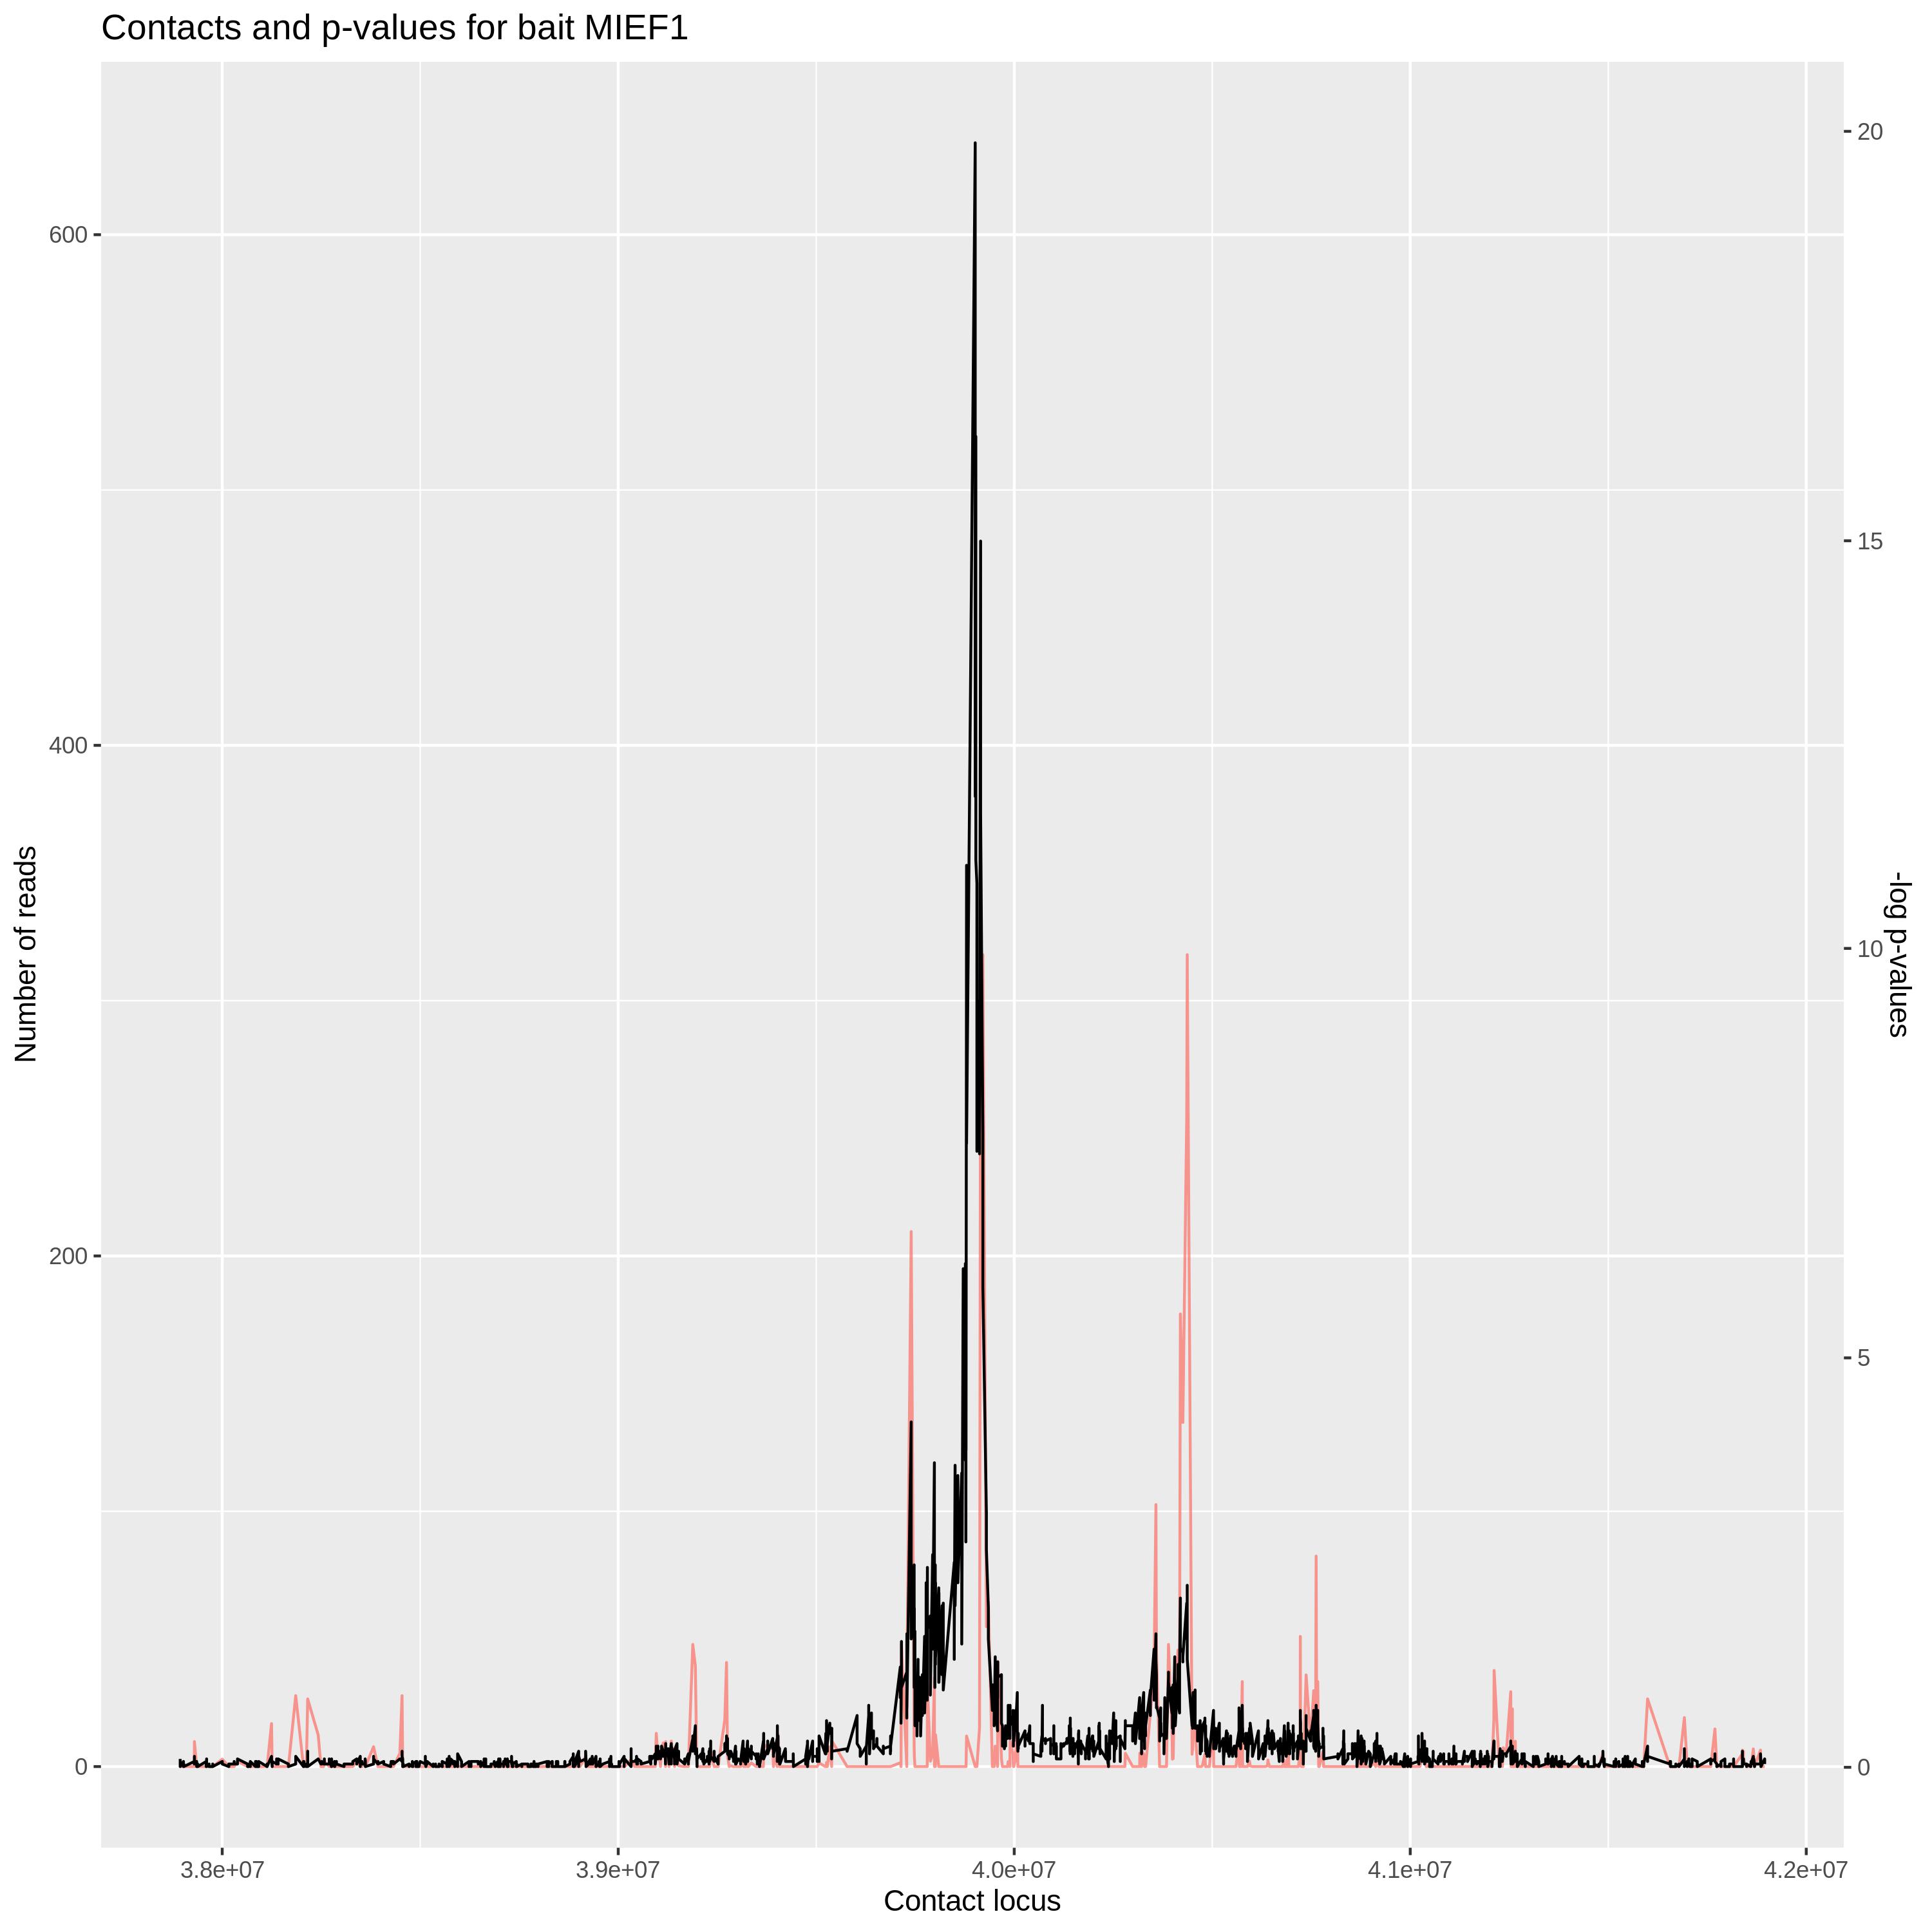 Contacts and p-values for bait MIEF1
Number of reads
600
400
200
0
20
15
10
5
0
-log p-values
3.8e+07
3.9e+07
4.0e+07
4.1e+07
4.2e+07
Contact locus